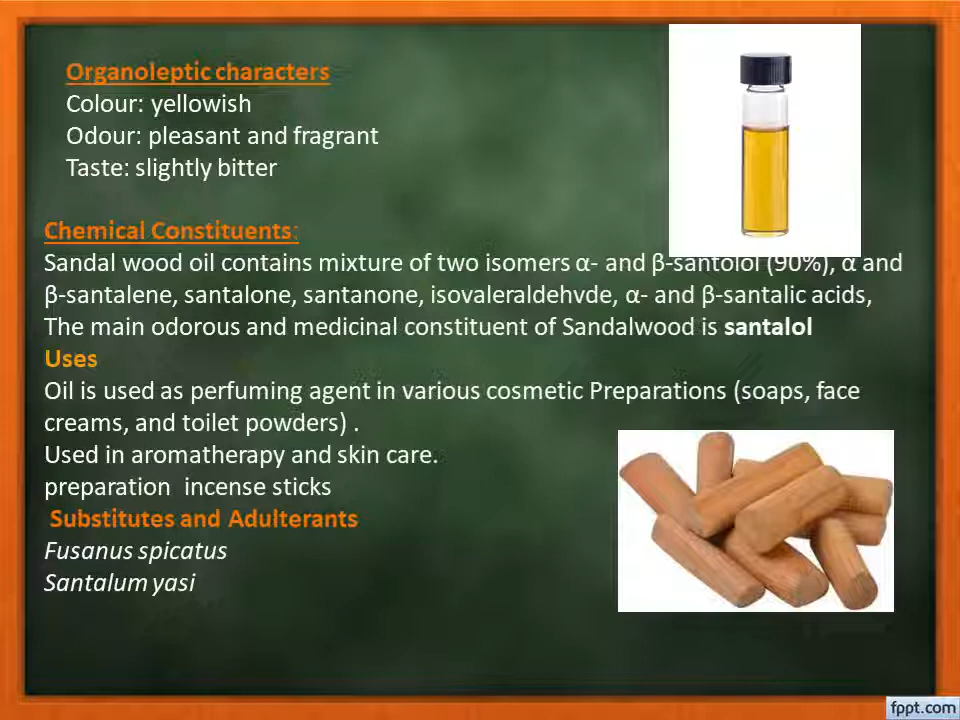 Organoleptic characters
Colour: yellowish
Odour: pleasant and fragrant
Taste: slightly bitter
Chemical Constituents:
Sandal wood oil contains mixture of two isomers α- and β-santolol (90%), α and
β-santalene, santalone, santanone, isovaleraldehvde, α- and β-santalic acids,
The main odorous and medicinal constituent of Sandalwood is santalol
Uses
Oil is used as perfuming agent in various cosmetic Preparations (soaps, face
creams, and toilet powders) .
Used in aromatherapy and skin care.
preparation incense sticks
Substitutes and Adulterants
Fusanus spicatus
Santalum yasi
fppt.com